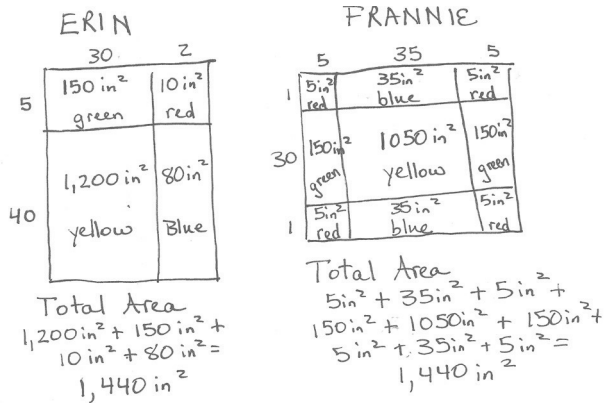 ERIN
30 2
5
150 in²
green
10 in²
red
40
1,200 in²
yellow
80in²
Blue
Total Area
1,200 in² + 150 in² +
10 in² + 80 in² =
1,440 in²
FRANNIE
5 35 5
1
5in²
red
35in²
blue
5in²
red
30
150in²
green
1050 in²
yellow
150in²
green
1
5in²
red
35 in²
blue
5in²
red
Total Area
5in² + 35in² + 5in² +
150in² + 1050in² + 150in² +
5in² + 35in² + 5in² =
1,440 in²